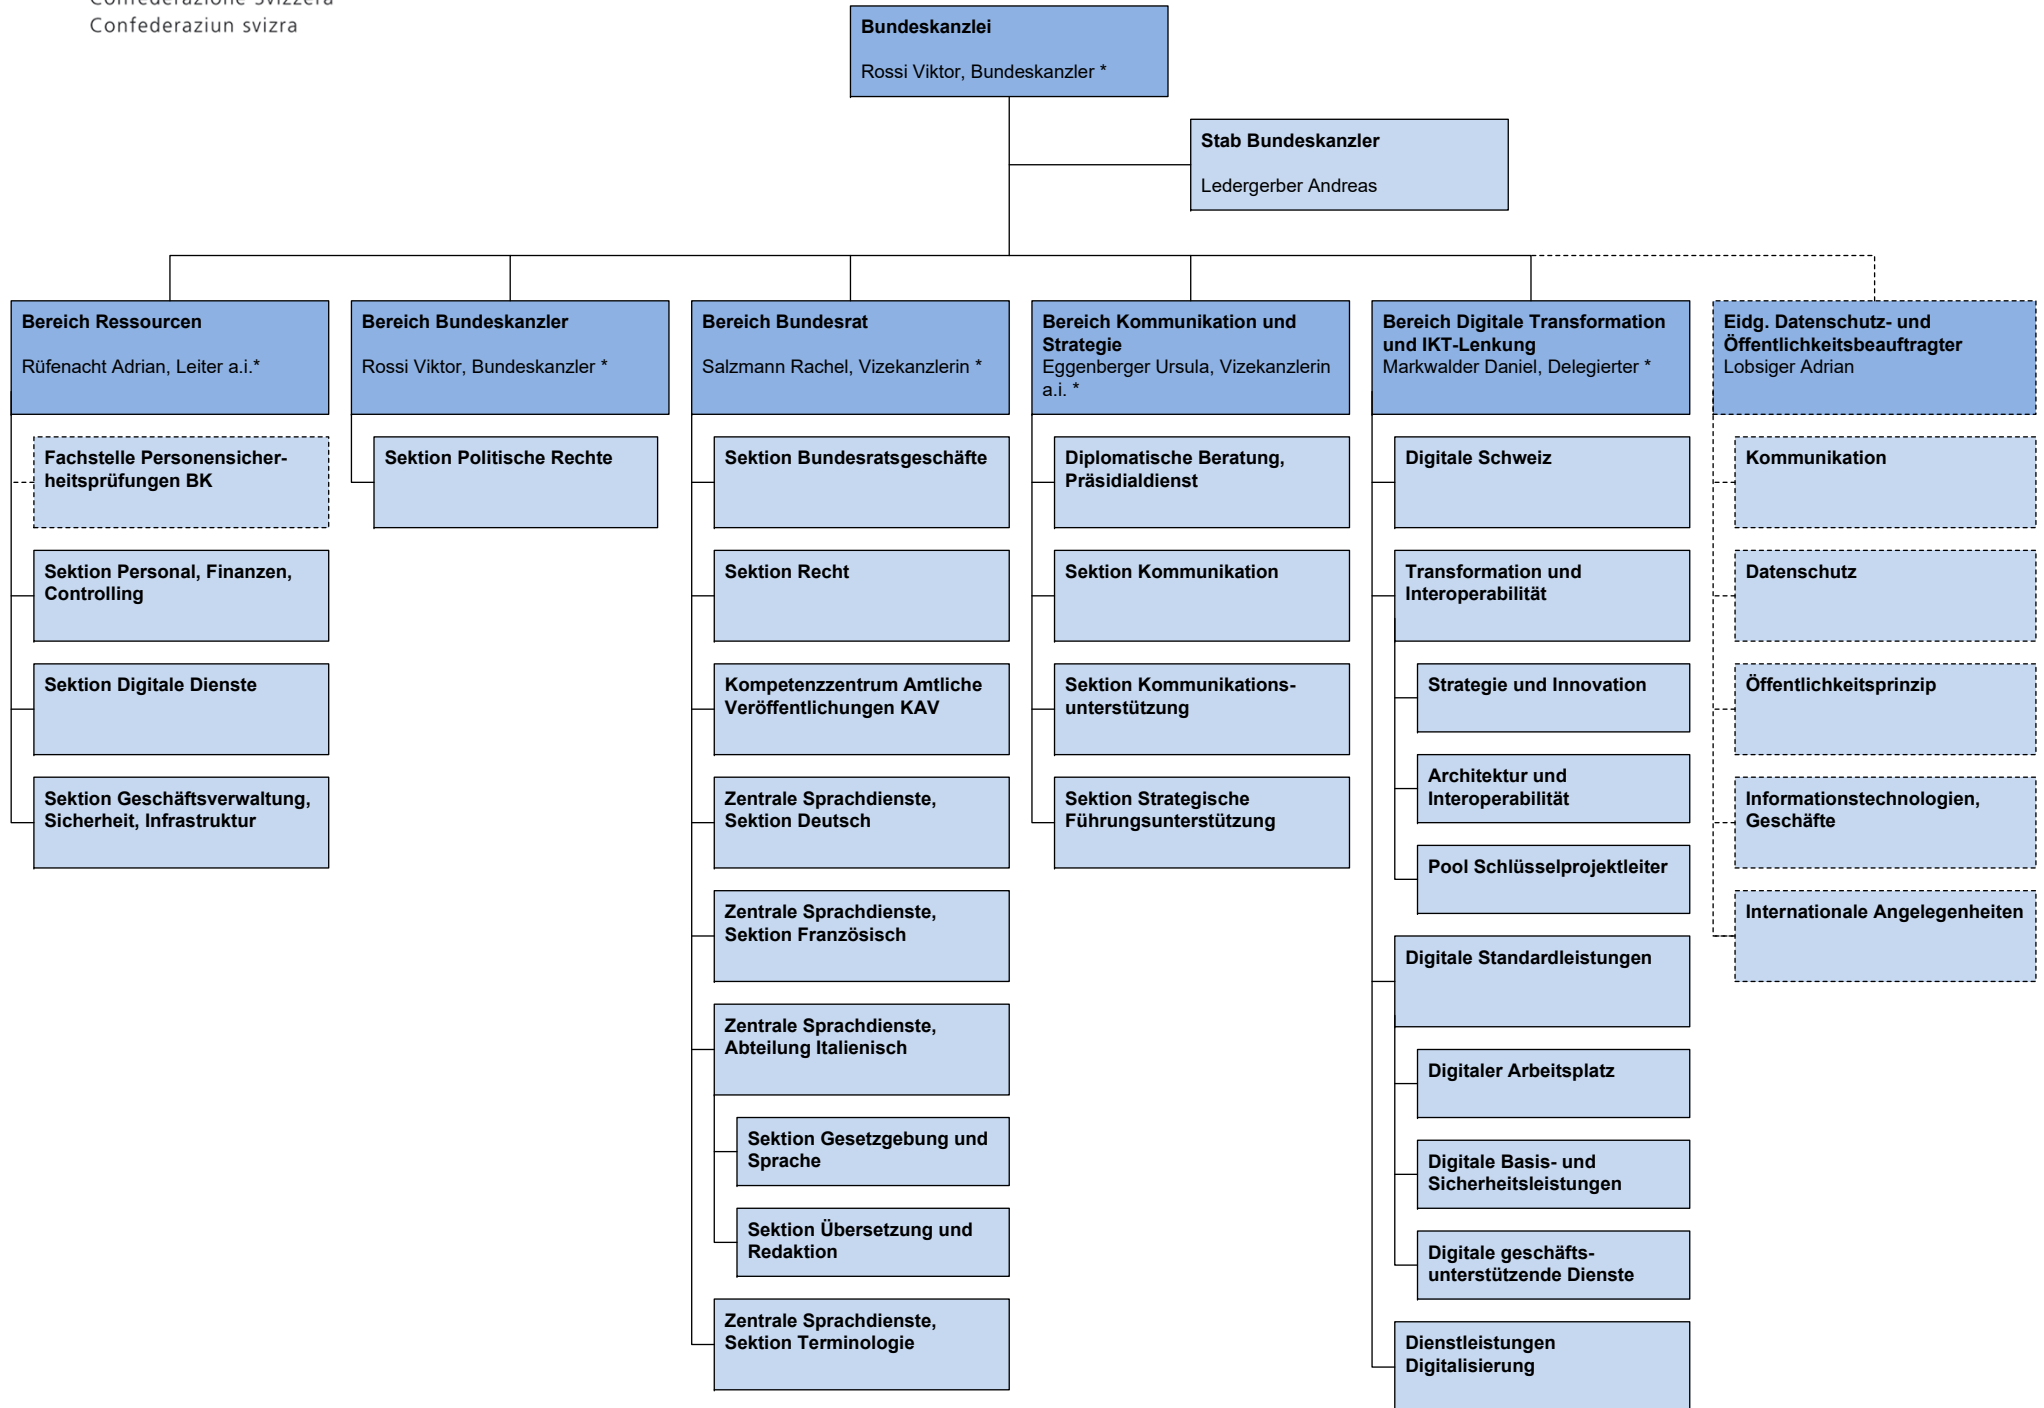 Confederazione Svizzera
Confederaziun svizra
Bundeskanzlei
Rossi Viktor, Bundeskanzler *
Stab Bundeskanzler
Ledergerber Andreas
Bereich Ressourcen
Rüfenacht Adrian, Leiter a.i.*
Fachstelle Personensicher-
heitsprüfungen BK
Sektion Personal, Finanzen,
Controlling
Sektion Digitale Dienste
Sektion Geschäftsverwaltung,
Sicherheit, Infrastruktur
Bereich Bundeskanzler
Rossi Viktor, Bundeskanzler *
Sektion Politische Rechte
Bereich Bundesrat
Salzmann Rachel, Vizekanzlerin *
Sektion Bundesratsgeschäfte
Sektion Recht
Kompetenzzentrum Amtliche
Veröffentlichungen KAV
Zentrale Sprachdienste,
Sektion Deutsch
Zentrale Sprachdienste,
Sektion Französisch
Zentrale Sprachdienste,
Abteilung Italienisch
Sektion Gesetzgebung und
Sprache
Sektion Übersetzung und
Redaktion
Zentrale Sprachdienste,
Sektion Terminologie
Bereich Kommunikation und
Strategie
Eggenberger Ursula, Vizekanzlerin
a.i. *
Diplomatische Beratung,
Präsidialdienst
Sektion Kommunikation
Sektion Kommunikations-
unterstützung
Sektion Strategische
Führungsunterstützung
Bereich Digitale Transformation
und IKT-Lenkung
Markwalder Daniel, Delegierter *
Digitale Schweiz
Transformation und
Interoperabilität
Strategie und Innovation
Architektur und
Interoperabilität
Pool Schlüsselprojektleiter
Digitale Standardleistungen
Digitaler Arbeitsplatz
Digitale Basis- und
Sicherheitsleistungen
Digitale geschäfts-
unterstützende Dienste
Dienstleistungen
Digitalisierung
Eidg. Datenschutz- und
Öffentlichkeitsbeauftragter
Lobsiger Adrian
Kommunikation
Datenschutz
Öffentlichkeitsprinzip
Informationstechnologien,
Geschäfte
Internationale Angelegenheiten